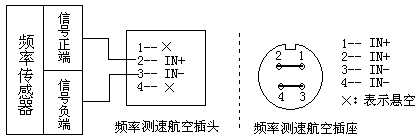 频率传感器
信号正端
信号负端
1-- ×
2-- IN+
3-- IN-
4-- ×
频率测速航空插头
2 1
3 4
1-- IN+
2-- IN+
3-- IN-
4-- IN-
×: 表示悬空
频率测速航空插座